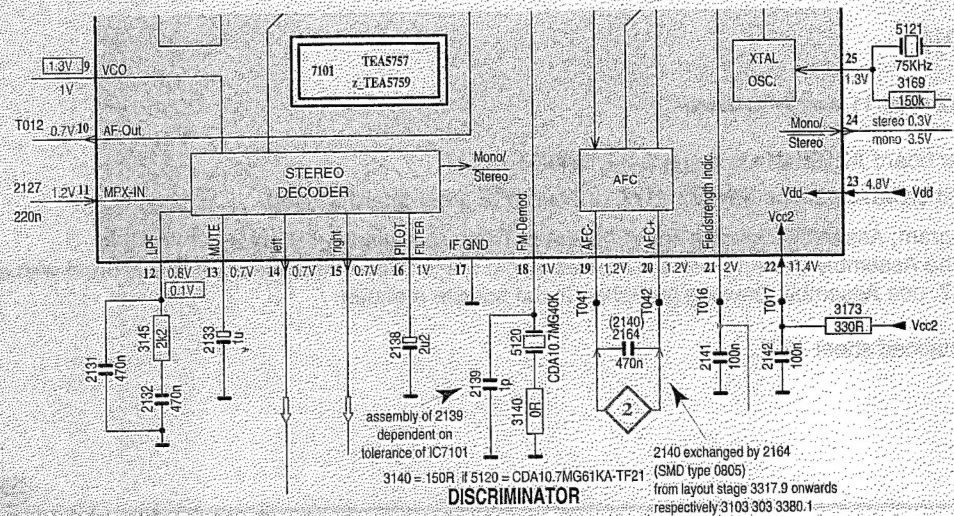 7101
TEA5757
z_TEA5759
1.3V
9
VCO
1V
T012
0.7V
10
AF-Out
2127
1.2V
11
MPX-IN
220n
STEREO
DECODER
Mono/
Stereo
AFC
XTAL
OSC.
25
1.3V
5121
75KHz
3169
150k
24
Mono/
Stereo
stereo 0.3V
mono 3.5V
23
4.8V
Vdd
Vdd
Vcc2
LPF
MUTE
left
right
PILOT
FILTER
IF GND
FM-Demod.
AFC-
AFC+
Fieldstrength Indic.
12
0.8V
0.1V
13
0.7V
14
0.7V
15
0.7V
16
1V
17
18
1V
19
1.2V
20
1.2V
21
2V
22
11.4V
T041
T042
T016
T017
2131
470n
3145
2k2
2132
470n
2133
1u
2138
2u2
2139
1p
5120
CDA10.7MG40K
3140
0R
(2140)
2164
470n
2
2141
100n
2142
100n
3173
330R
Vcc2
assembly of 2139
dependent on
tolerance of IC7101
3140 = 150R if 5120 = CDA10.7MG61KA-TF21
DISCRIMINATOR
2140 exchanged by 2164
(SMD type 0805)
from layout stage 3317.9 onwards
respectively 3103 303 3380.1